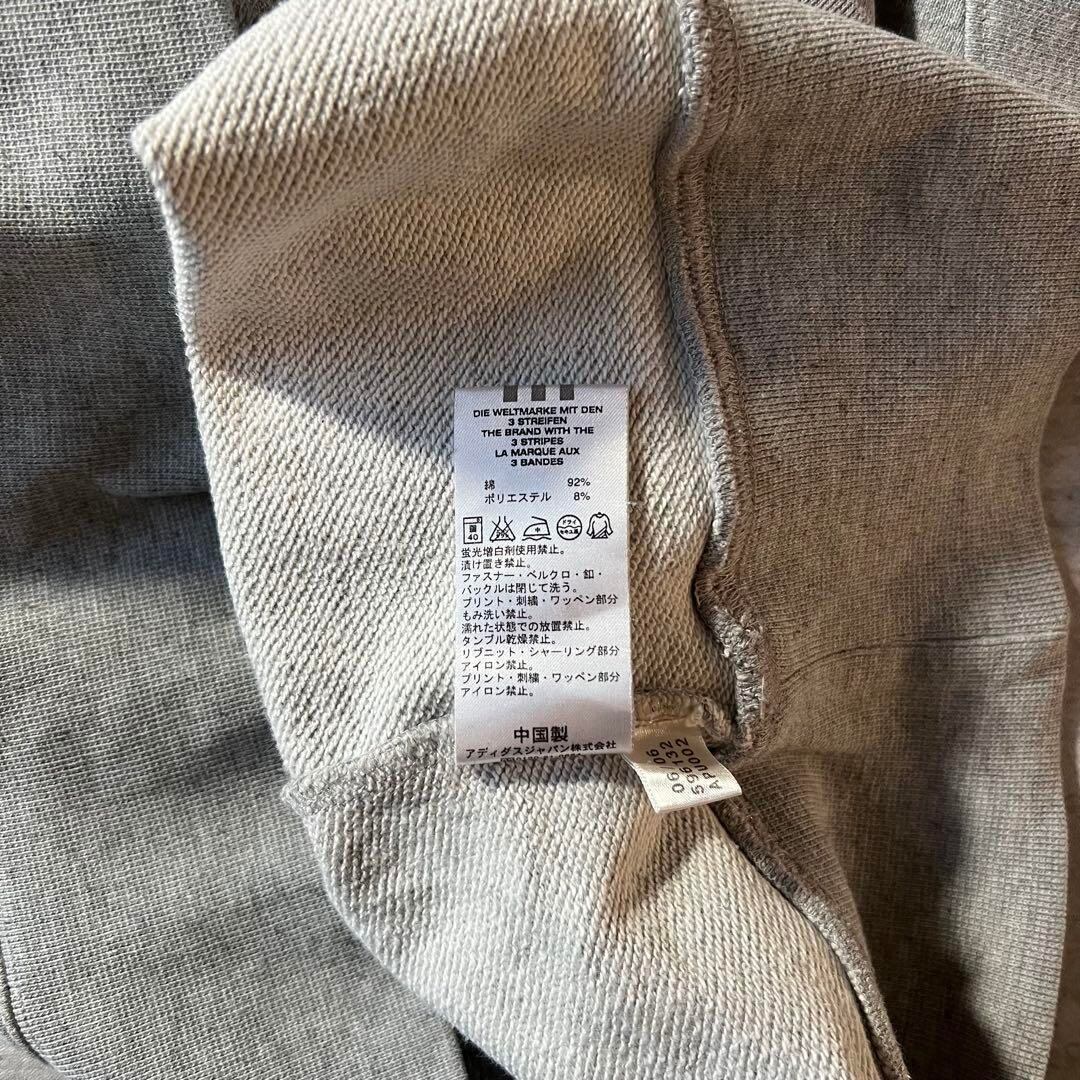 DIE WELTMARKE MIT DEN
3 STREIFEN
THE BRAND WITH THE
3 STRIPES
LA MARQUE AUX
3 BANDES
綿 92%
ポリエステル 8%
40 中 ドライ
蛍光増白剤使用禁止。
漬け置き禁止。
ファスナー・ベルクロ・釦・
バックルは閉じて洗う。
プリント・刺繍・ワッペン部分
もみ洗い禁止。
濡れた状態での放置禁止。
タンブル乾燥禁止。
リブニット・シャーリング部分
アイロン禁止。
プリント・刺繍・ワッペン部分
アイロン禁止。
中国製
アディダスジャパン株式会社
06
06132
596002
APU002